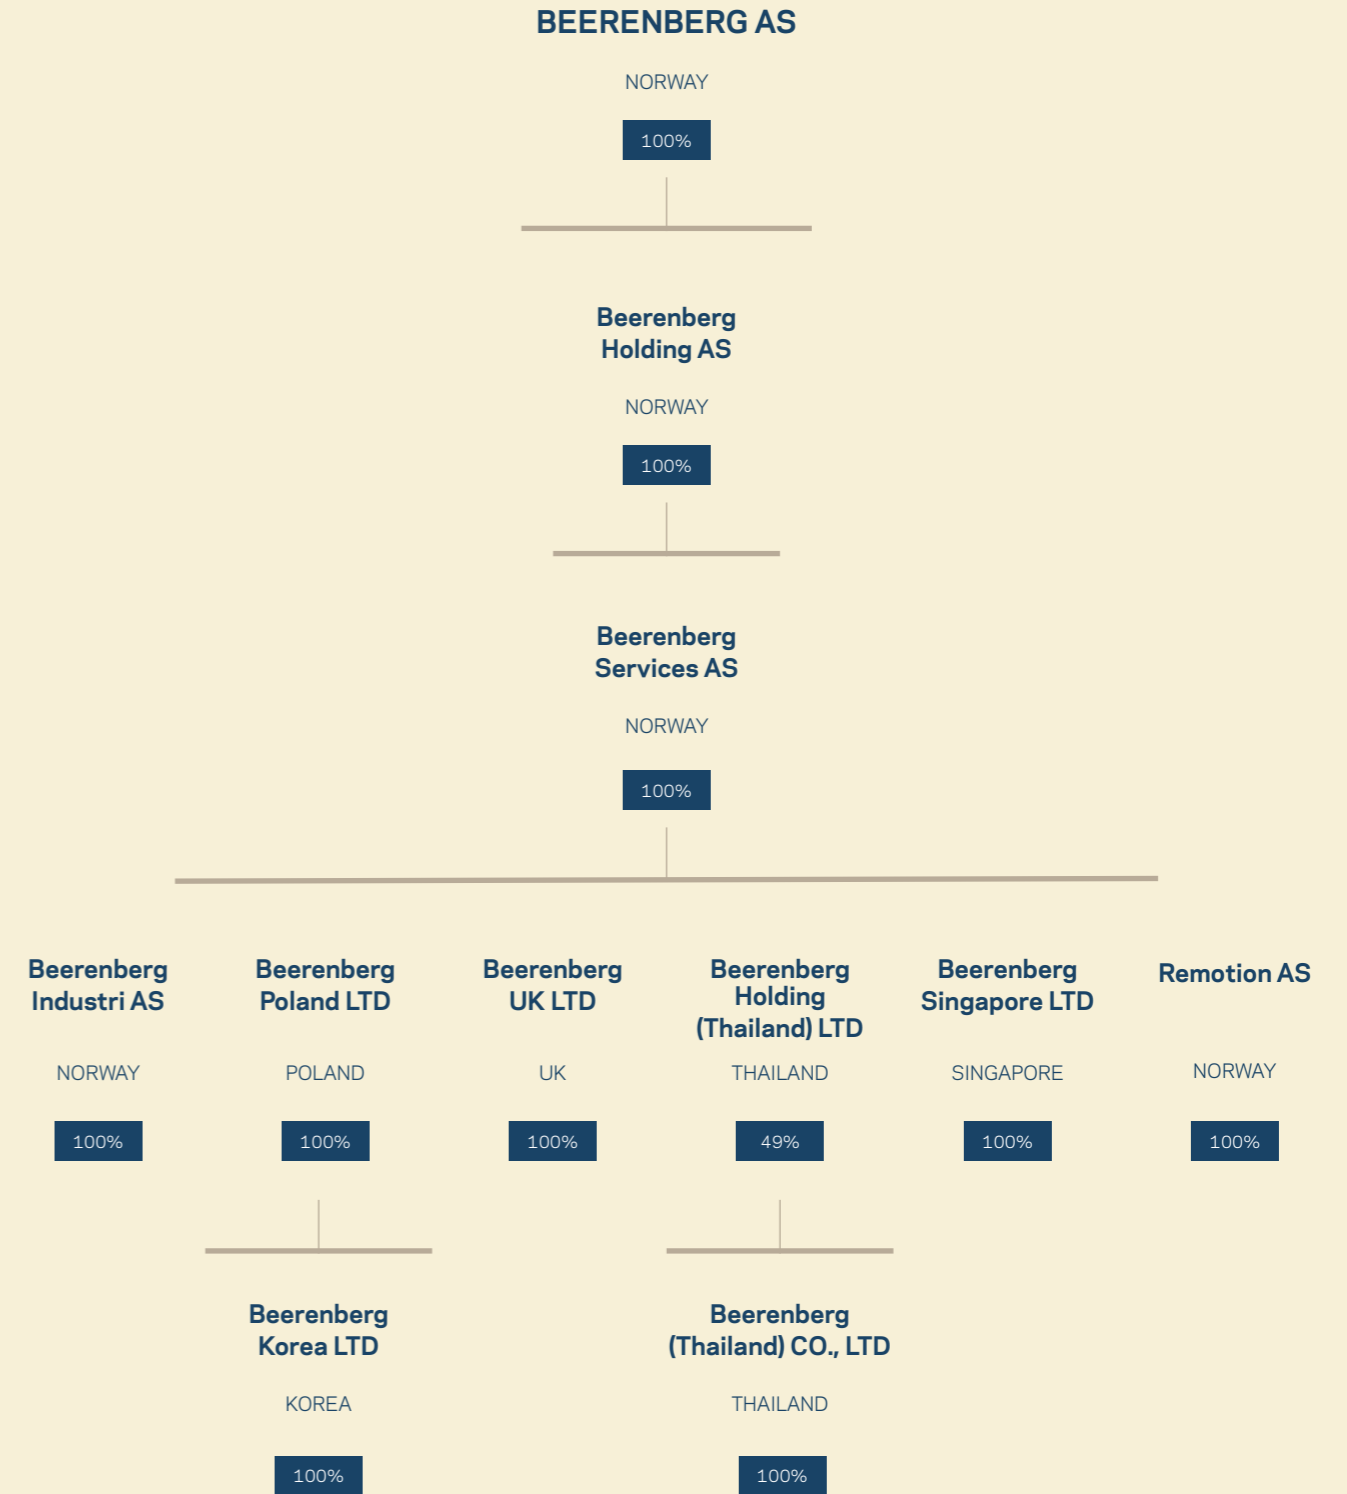 BEERENBERG AS
NORWAY
100%
Beerenberg
Holding AS
NORWAY
100%
Beerenberg
Services AS
NORWAY
100%
Beerenberg
Industri AS
NORWAY
100%
Beerenberg
Poland LTD
POLAND
100%
Beerenberg
UK LTD
UK
100%
Beerenberg
Holding
(Thailand) LTD
THAILAND
49%
Beerenberg
Singapore LTD
SINGAPORE
100%
Remotion AS
NORWAY
100%
Beerenberg
Korea LTD
KOREA
100%
Beerenberg
(Thailand) CO., LTD
THAILAND
100%